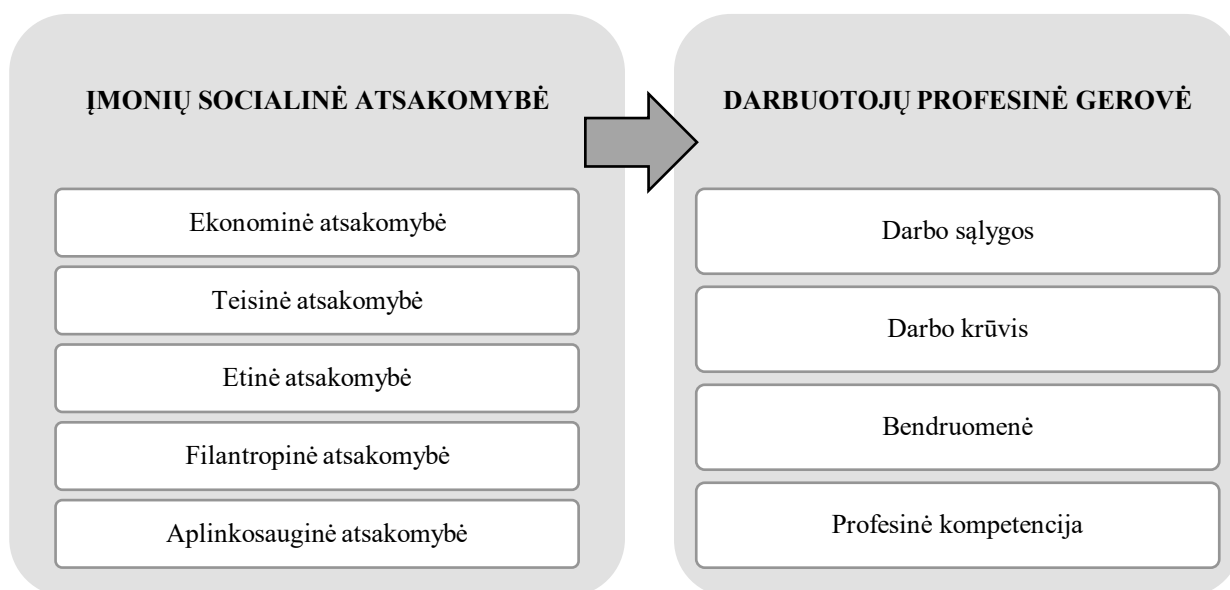 ĮMONIŲ SOCIALINĖ ATSAKOMYBĖ
Ekonominė atsakomybė
Teisinė atsakomybė
Etinė atsakomybė
Filantropinė atsakomybė
Aplinkosauginė atsakomybė
DARBUOTOJŲ PROFESINĖ GEROVĖ
Darbo sąlygos
Darbo krūvis
Bendruomenė
Profesinė kompetencija